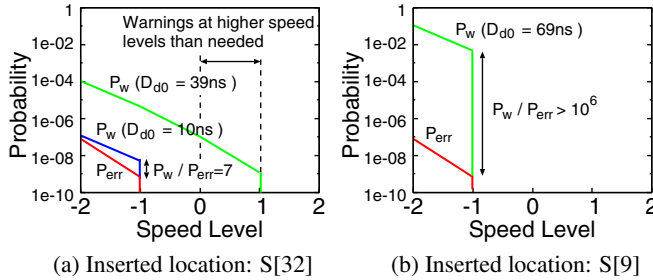 Warnings at higher speed
levels than needed
Probability
1
1e-02
1e-04
1e-06
1e-08
1e-10
P_w ( D_d0 = 39ns )
P_w ( D_d0 = 10ns )
P_err
P_w / P_err=7
-2 -1 0 1 2
Speed Level
(a) Inserted location: S[32]
Probability
1
1e-02
1e-04
1e-06
1e-08
1e-10
P_w ( D_d0 = 69ns )
P_w / P_err > 10^6
P_err
-2 -1 0 1 2
Speed Level
(b) Inserted location: S[9]